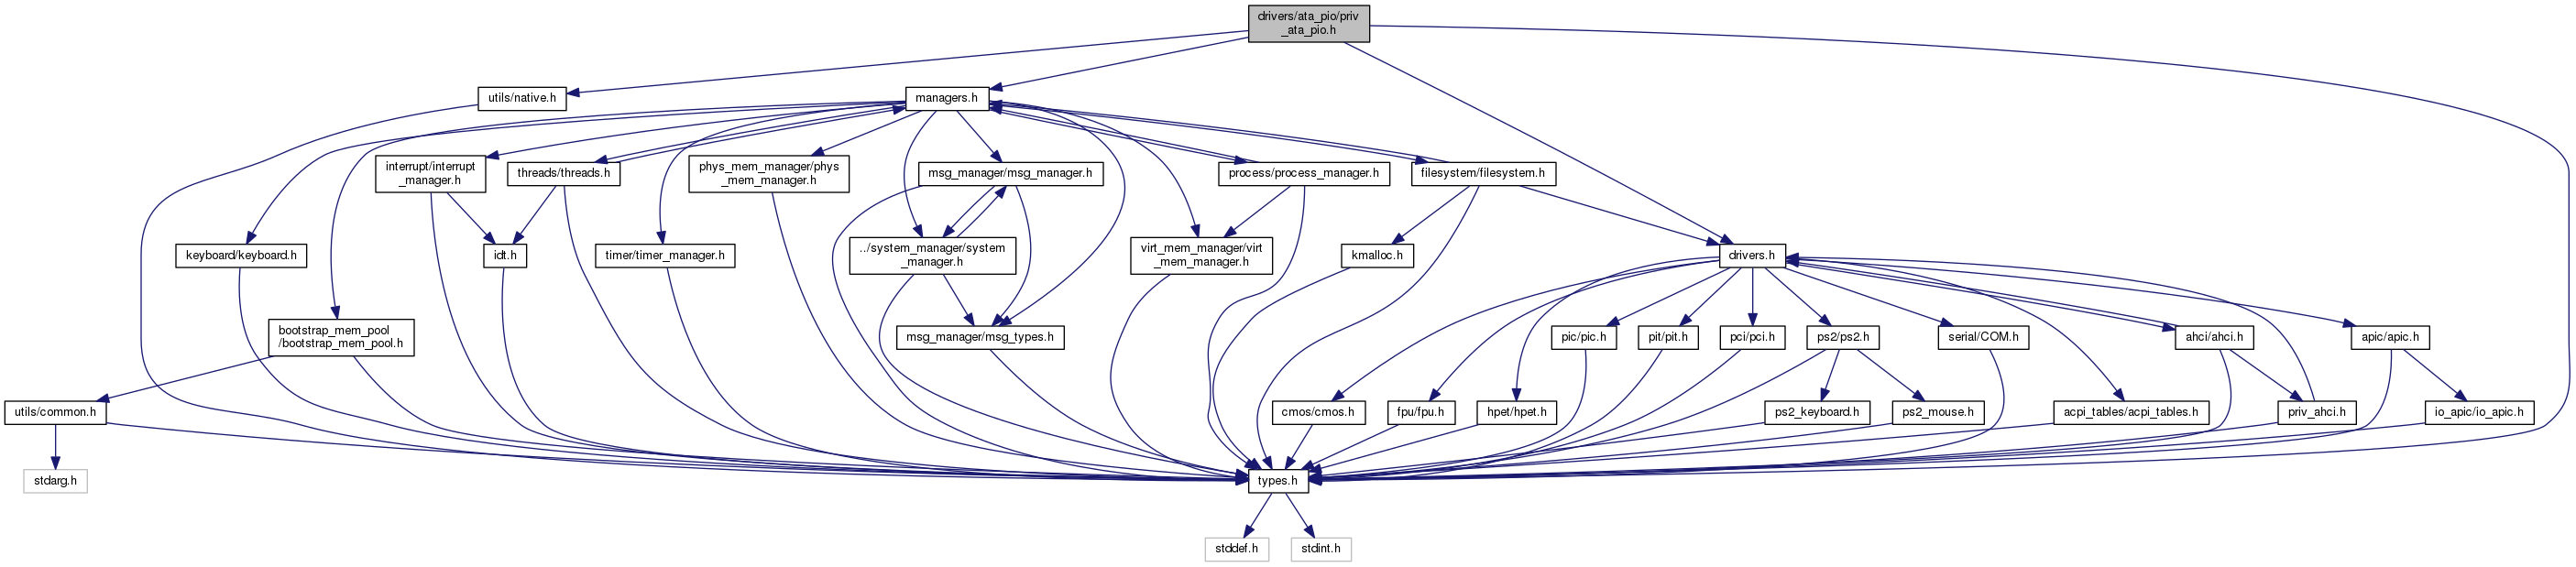 drivers/ata_pio/priv
_ata_pio.h
utils/native.h
managers.h
interrupt/interrupt
_manager.h
threads/threads.h
phys_mem_manager/phys
_mem_manager.h
msg_manager/msg_manager.h
process/process_manager.h
filesystem/filesystem.h
keyboard/keyboard.h
idt.h
timer/timer_manager.h
../system_manager/system
_manager.h
virt_mem_manager/virt
_mem_manager.h
kmalloc.h
drivers.h
bootstrap_mem_pool
/bootstrap_mem_pool.h
msg_manager/msg_types.h
pic/pic.h
pit/pit.h
pci/pci.h
ps2/ps2.h
serial/COM.h
ahci/ahci.h
apic/apic.h
utils/common.h
cmos/cmos.h
fpu/fpu.h
hpet/hpet.h
ps2_keyboard.h
ps2_mouse.h
acpi_tables/acpi_tables.h
priv_ahci.h
io_apic/io_apic.h
stdarg.h
types.h
stddef.h
stdint.h